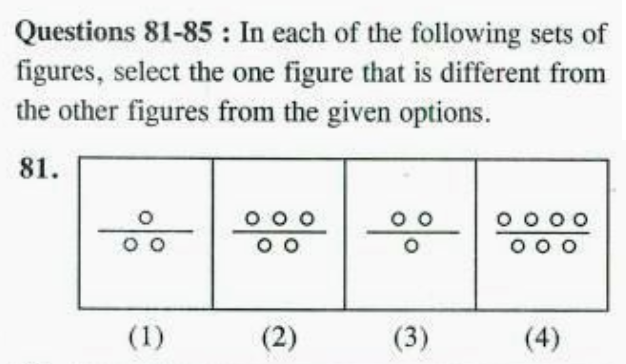 Questions 81-85 : In each of the following sets of
figures, select the one figure that is different from
the other figures from the given options.
81.
(1) (2) (3) (4)